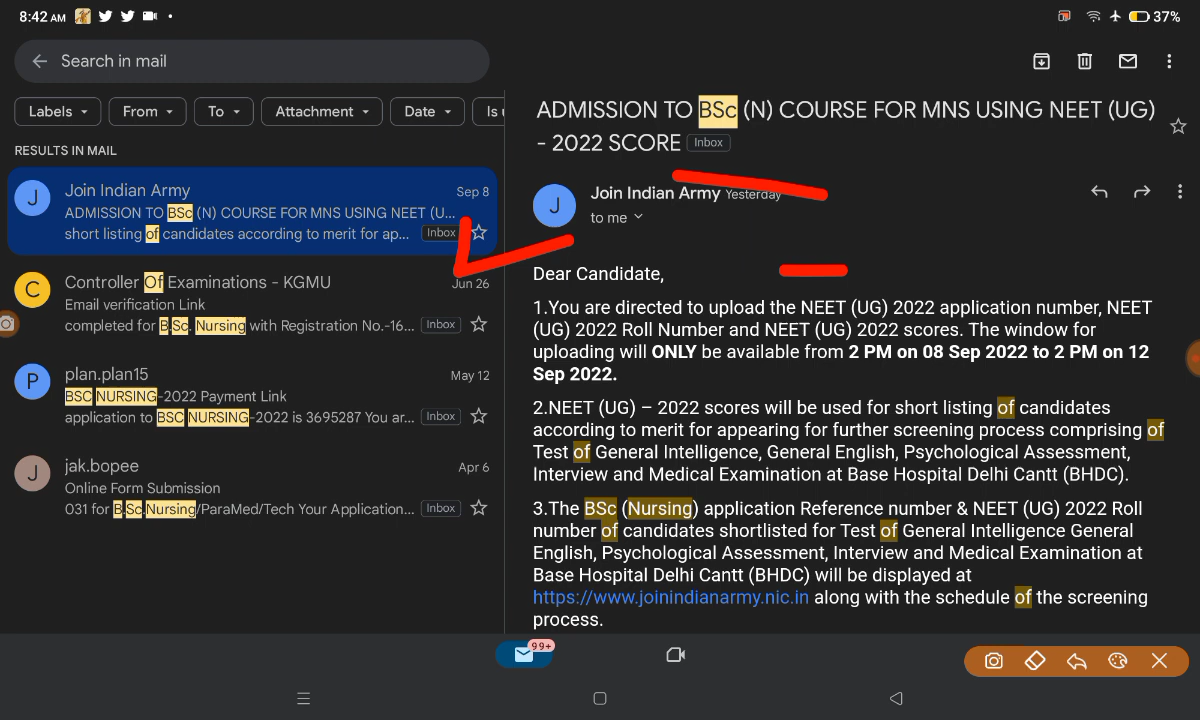 8:42 AM
37%
Search in mail
Labels
From
To
Attachment
Date
Is u
RESULTS IN MAIL
J
Join Indian Army
Sep 8
ADMISSION TO BSc (N) COURSE FOR MNS USING NEET (U...
short listing of candidates according to merit for ap...
Inbox
C
Controller Of Examinations - KGMU
Jun 26
Email verification Link
completed for B.Sc. Nursing with Registration No.-16...
Inbox
P
plan.plan15
May 12
BSC NURSING-2022 Payment Link
application to BSC NURSING-2022 is 3695287 You ar...
Inbox
J
jak.bopee
Apr 6
Online Form Submission
031 for B.Sc.Nursing/ParaMed/Tech Your Application...
Inbox
ADMISSION TO BSc (N) COURSE FOR MNS USING NEET (UG)
- 2022 SCORE
Inbox
J
Join Indian Army Yesterday
to me
Dear Candidate,
1.You are directed to upload the NEET (UG) 2022 application number, NEET
(UG) 2022 Roll Number and NEET (UG) 2022 scores. The window for
uploading will ONLY be available from 2 PM on 08 Sep 2022 to 2 PM on 12
Sep 2022.
2.NEET (UG) – 2022 scores will be used for short listing of candidates
according to merit for appearing for further screening process comprising of
Test of General Intelligence, General English, Psychological Assessment,
Interview and Medical Examination at Base Hospital Delhi Cantt (BHDC).
3.The BSc (Nursing) application Reference number & NEET (UG) 2022 Roll
number of candidates shortlisted for Test of General Intelligence General
English, Psychological Assessment, Interview and Medical Examination at
Base Hospital Delhi Cantt (BHDC) will be displayed at
https://www.joinindianarmy.nic.in along with the schedule of the screening
process.
99+